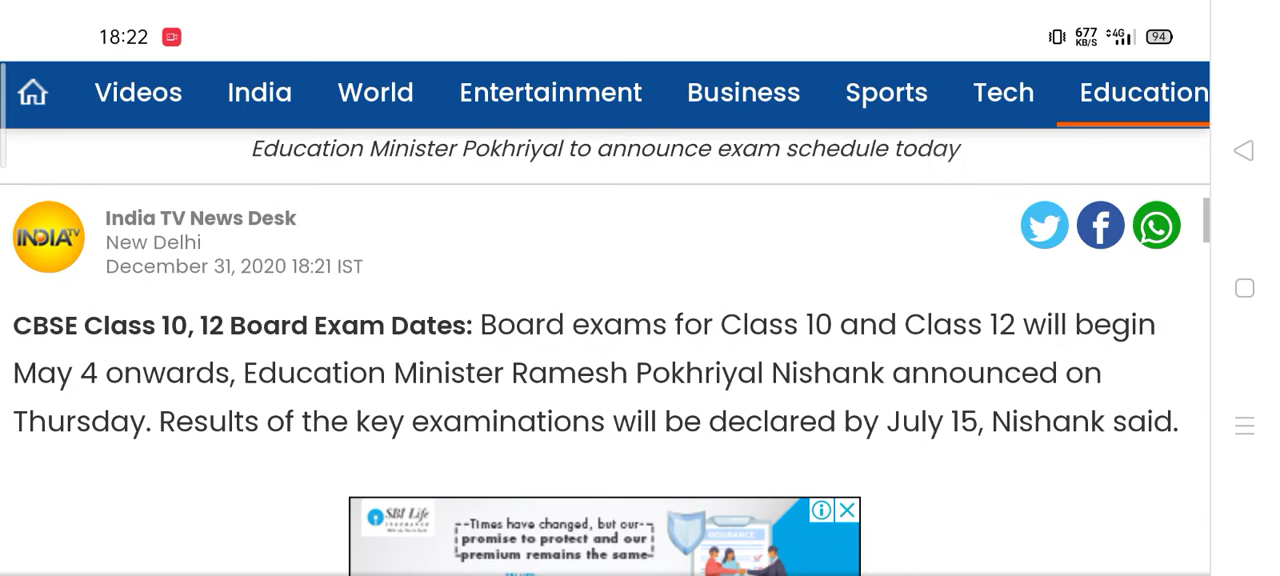 18:22
677
KB/S
4G
94
Videos India World Entertainment Business Sports Tech Education
Education Minister Pokhriyal to announce exam schedule today
INDIA TV
India TV News Desk
New Delhi
December 31, 2020 18:21 IST
CBSE Class 10, 12 Board Exam Dates: Board exams for Class 10 and Class 12 will begin
May 4 onwards, Education Minister Ramesh Pokhriyal Nishank announced on
Thursday. Results of the key examinations will be declared by July 15, Nishank said.
SBI Life
INSURANCE
--Times have changed, but our--
promise to protect and our
premium remains the same
INSURANCE